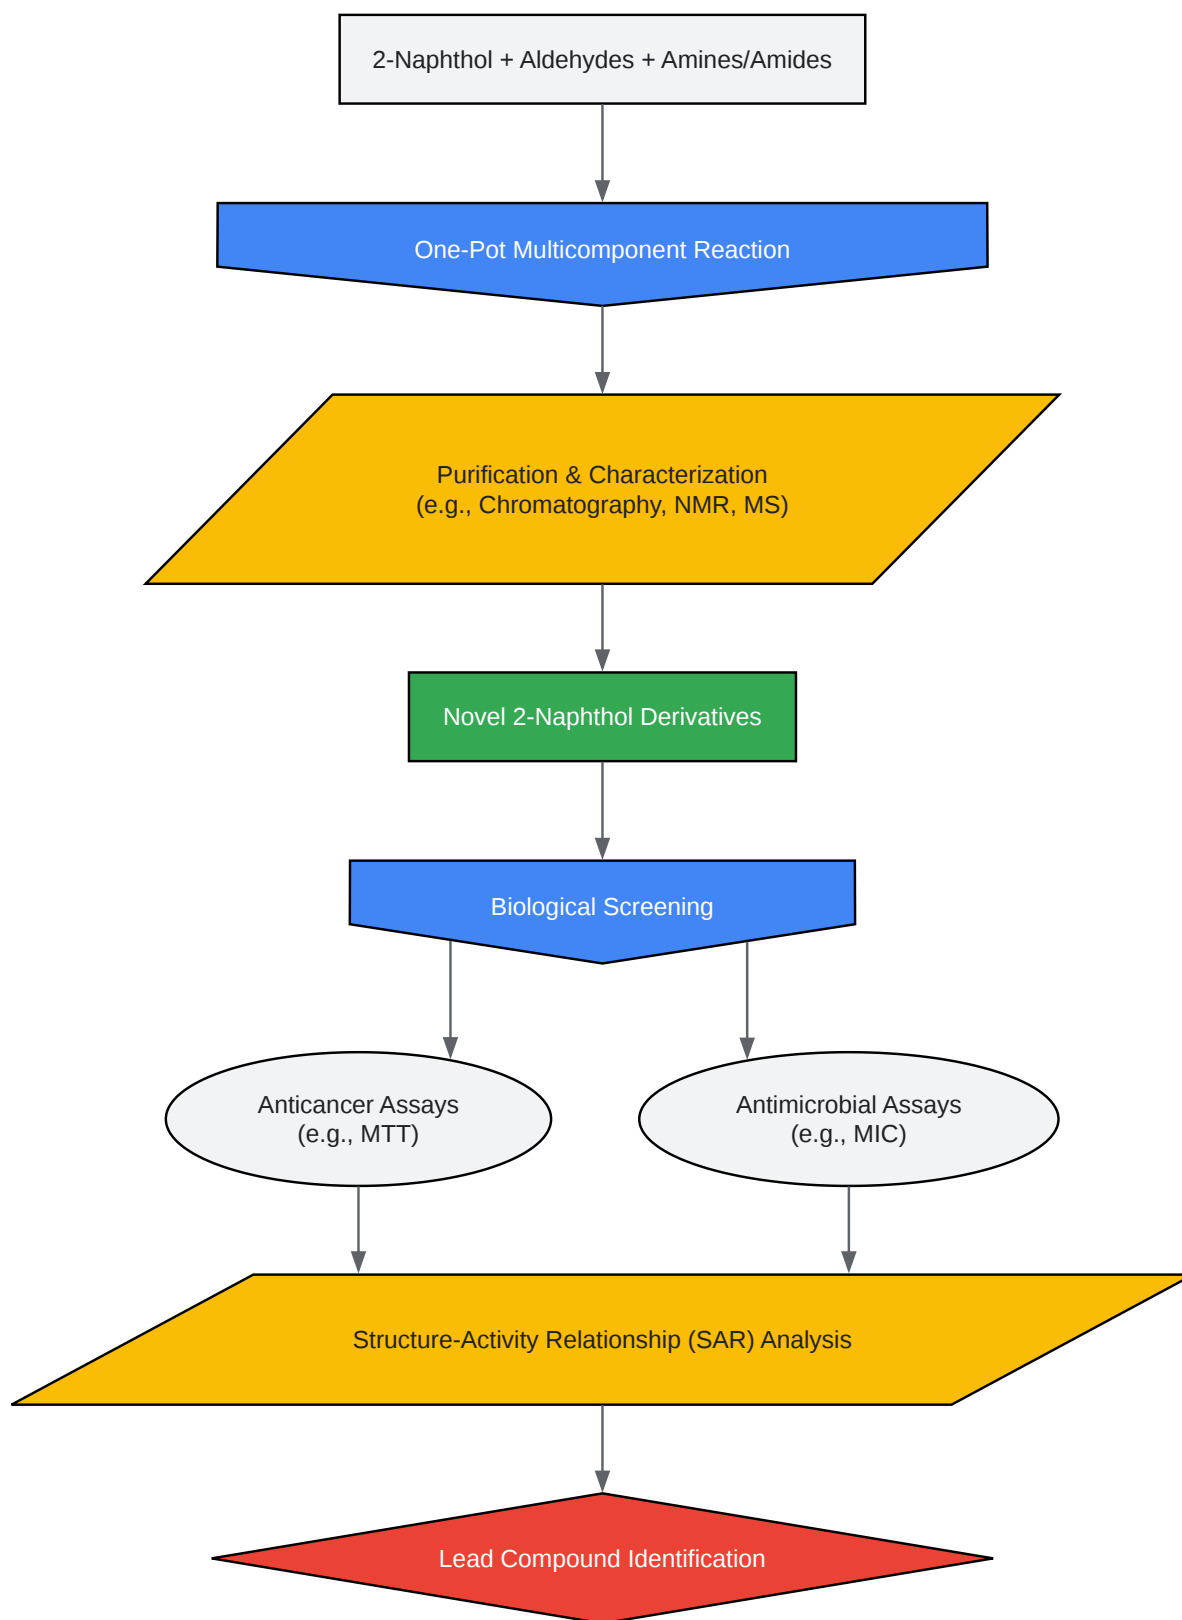 2-Naphthol + Aldehydes + Amines/Amides
One-Pot Multicomponent Reaction
Purification & Characterization
(e.g., Chromatography, NMR, MS)
Novel 2-Naphthol Derivatives
Biological Screening
Anticancer Assays
(e.g., MTT)
Antimicrobial Assays
(e.g., MIC)
Structure-Activity Relationship (SAR) Analysis
Lead Compound Identification